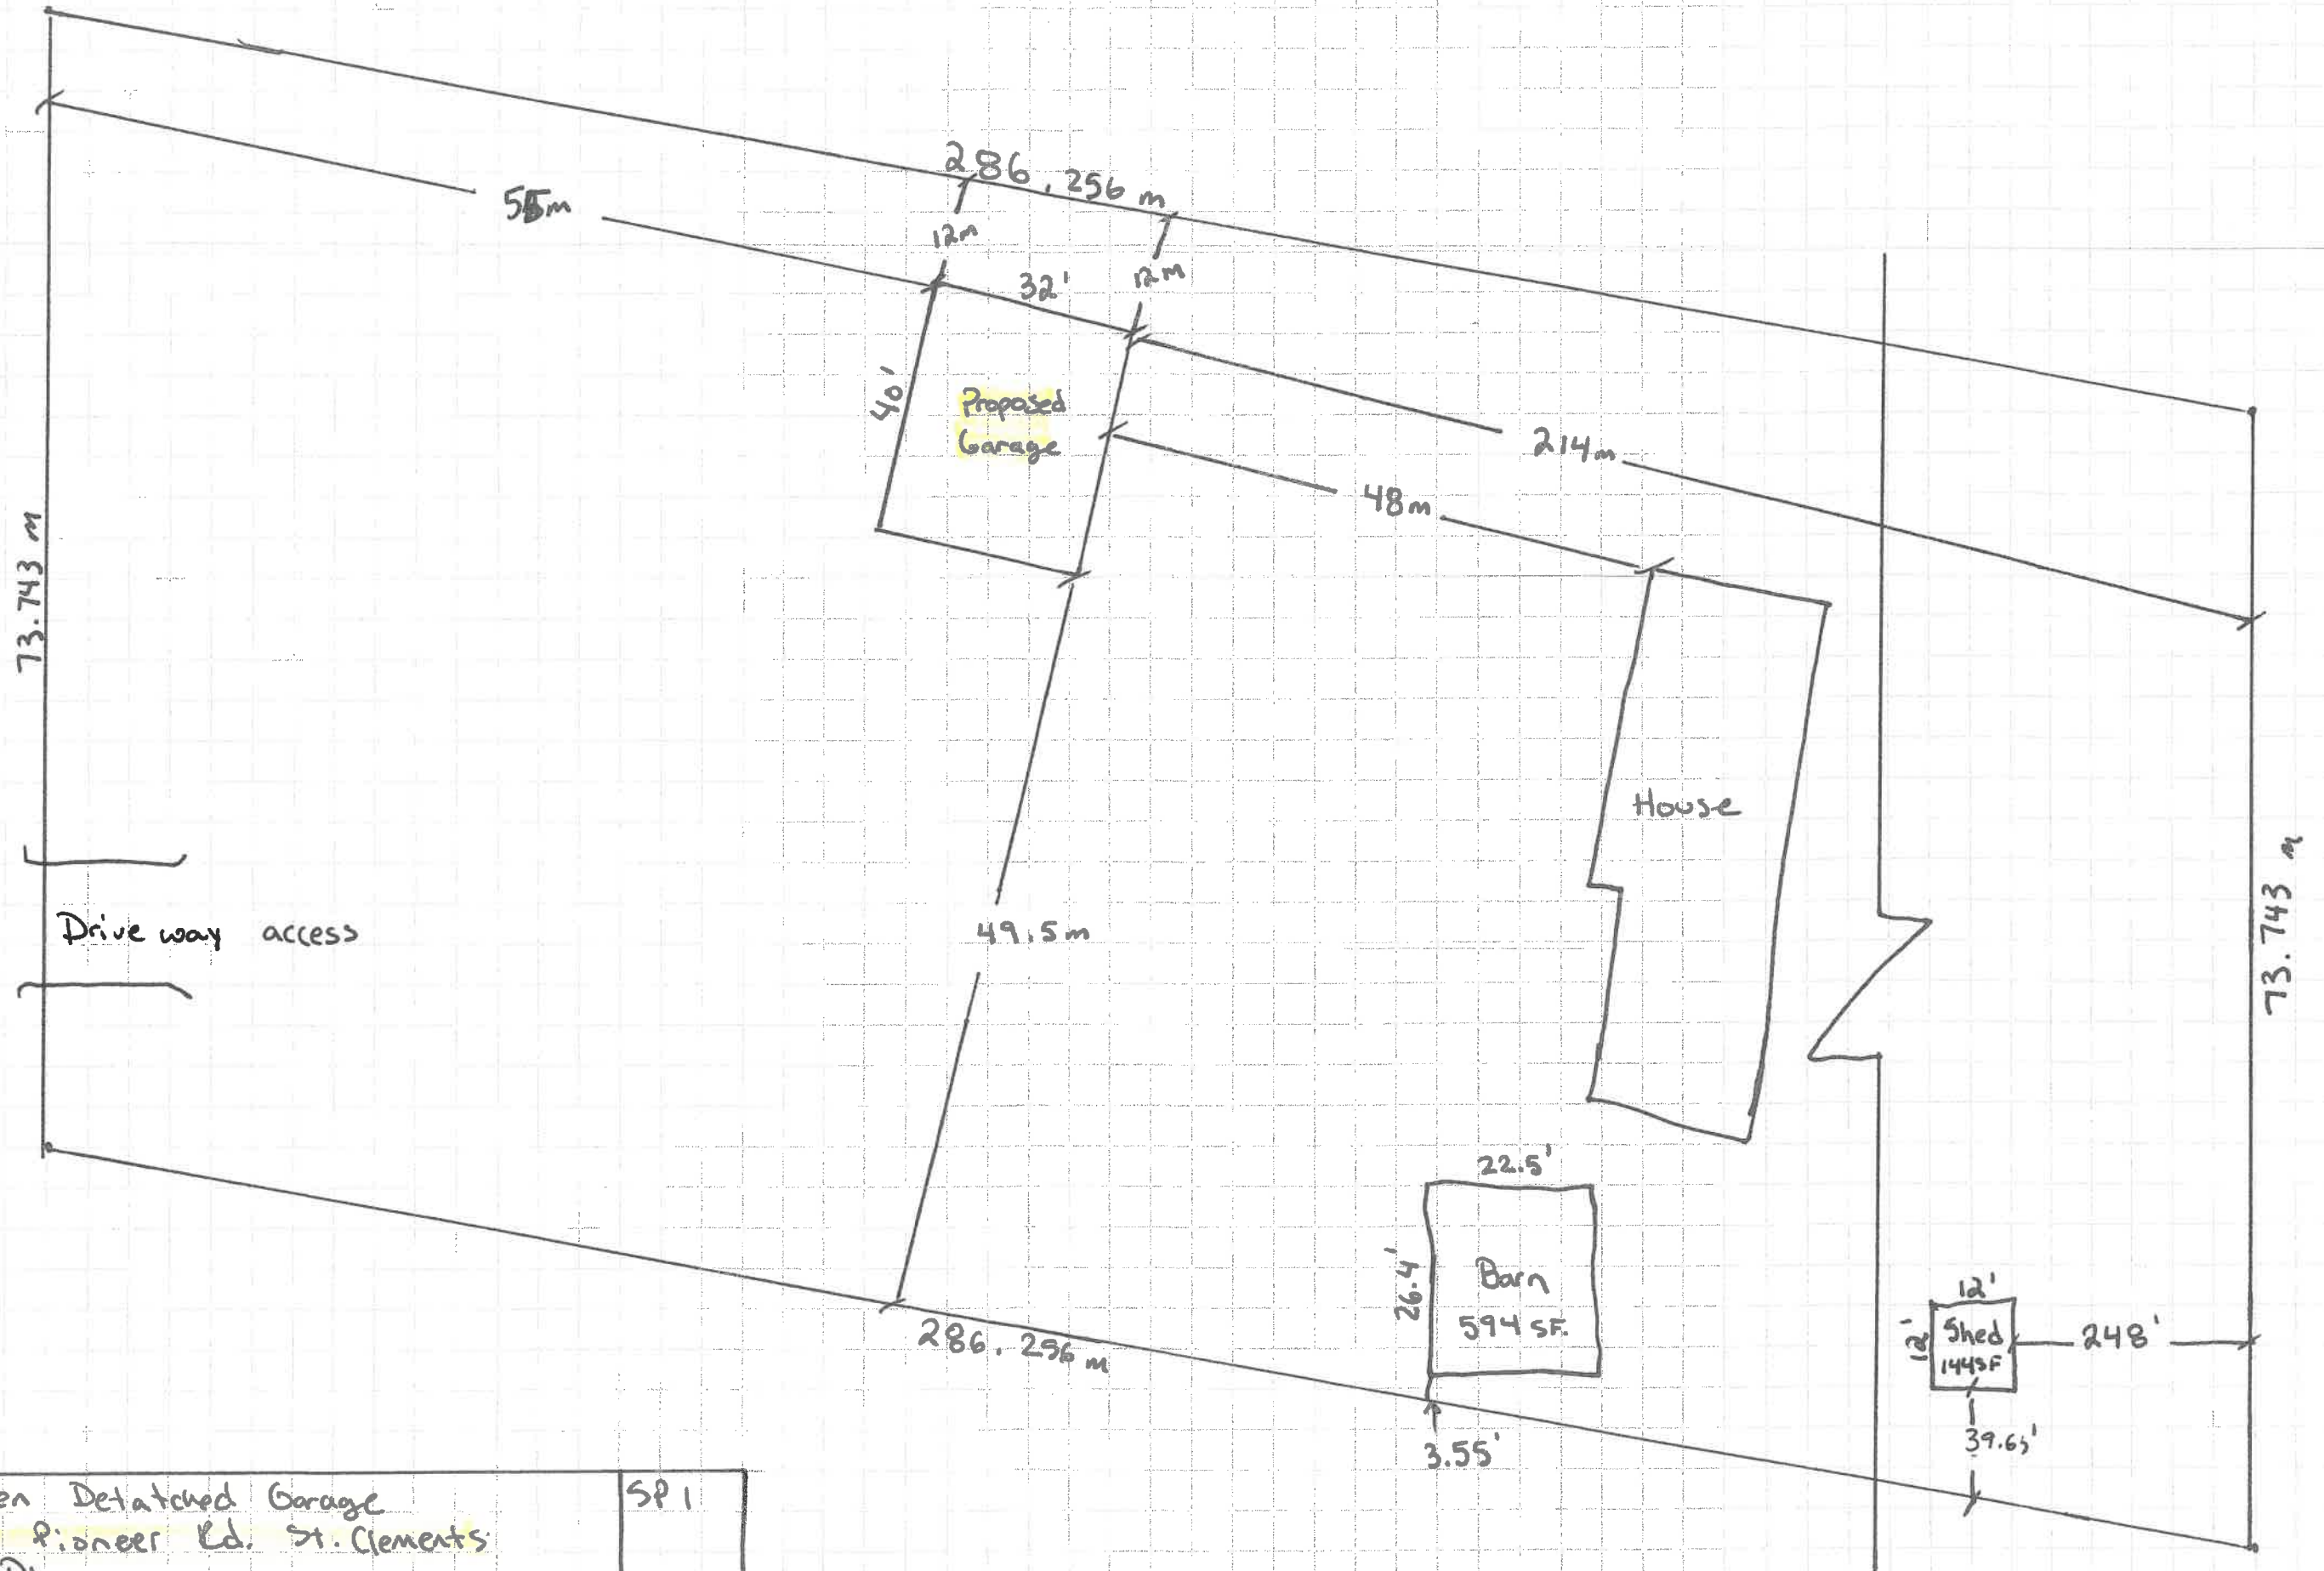 286.256 m
12m
12m
32'
40'
Proposed
Garage
214m
48m
73.743 m
House
Drive way access
49.5m
73.743 m
22.5'
26.4'
Barn
594 SF.
3.55'
286.256 m
12'
12'
Shed
144SF
248'
39.65'
Detatched Garage
SP1
Pioneer Rd. St. Clements